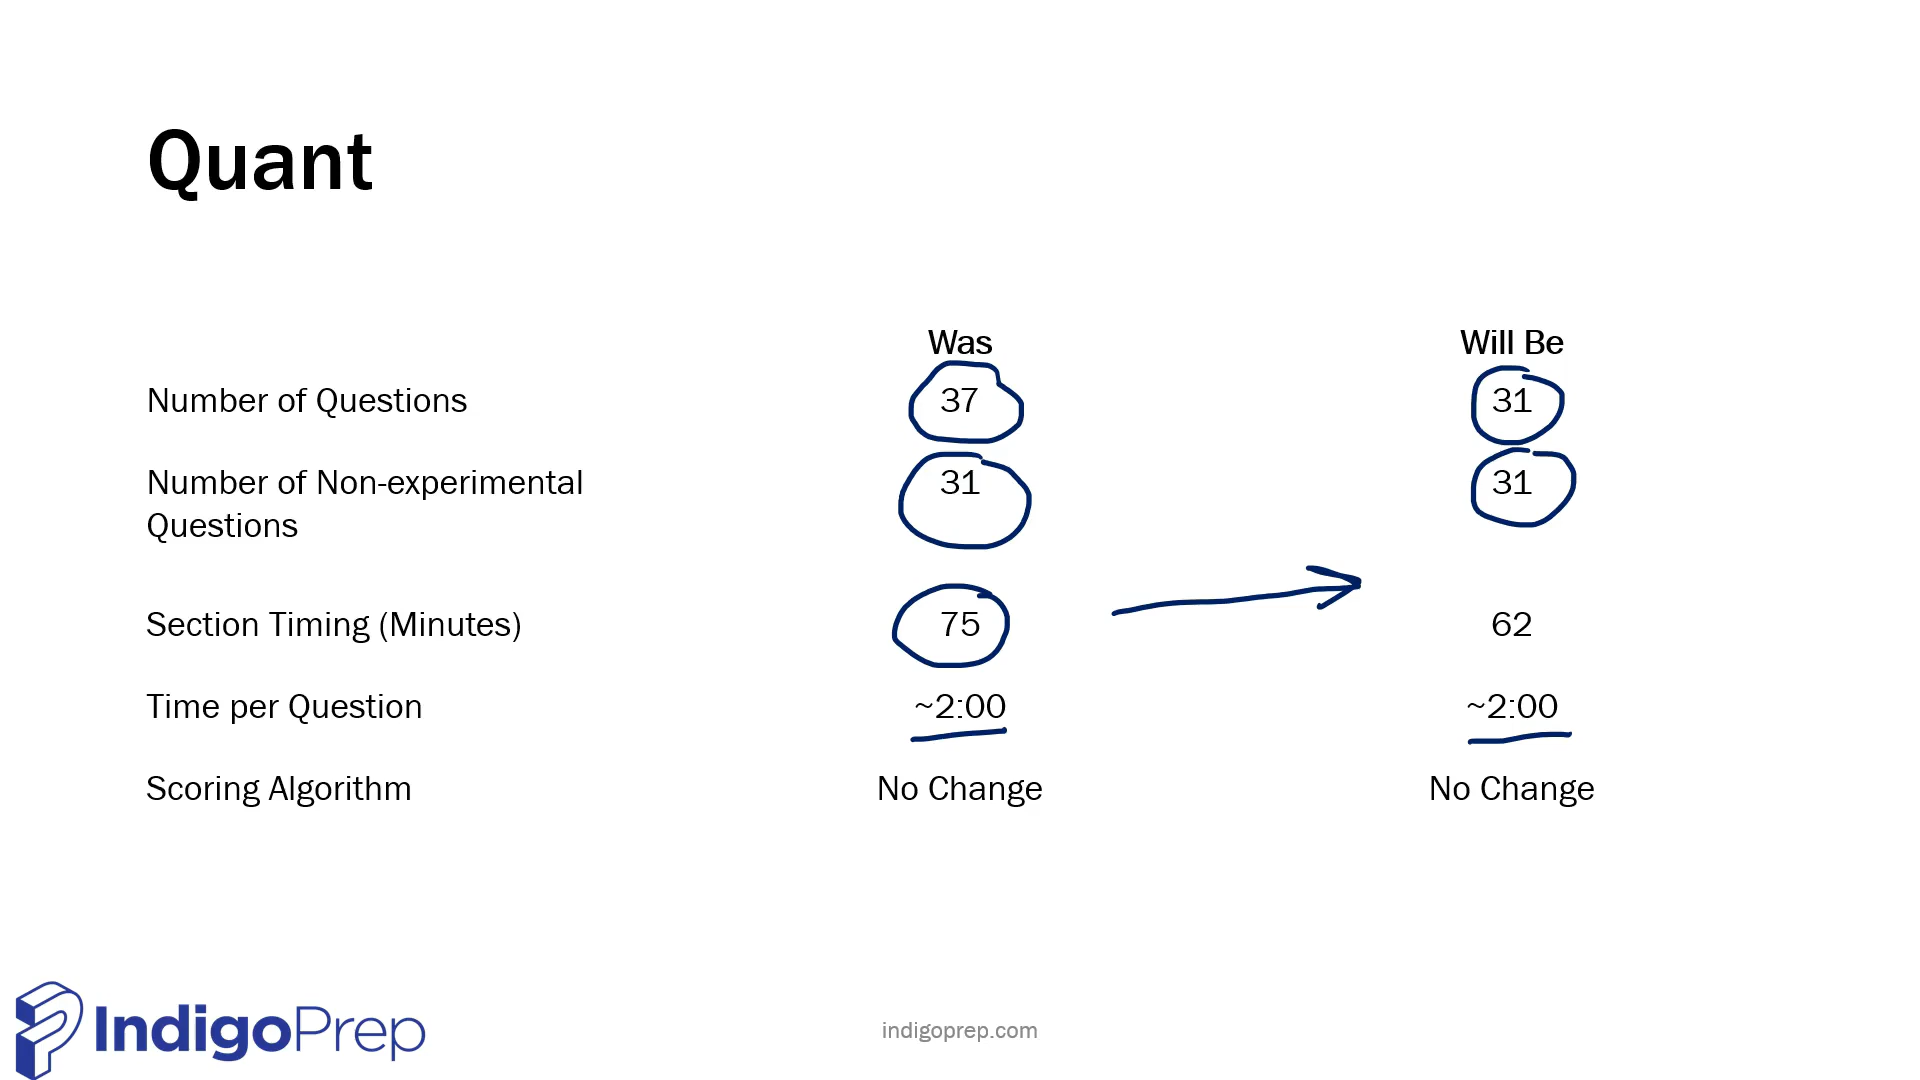 Quant
Was Will Be
Number of Questions 37 31
Number of Non-experimental 31 31
Questions
Section Timing (Minutes) 75 62
Time per Question ~2:00 ~2:00
Scoring Algorithm No Change No Change
IndigoPrep
indigoprep.com